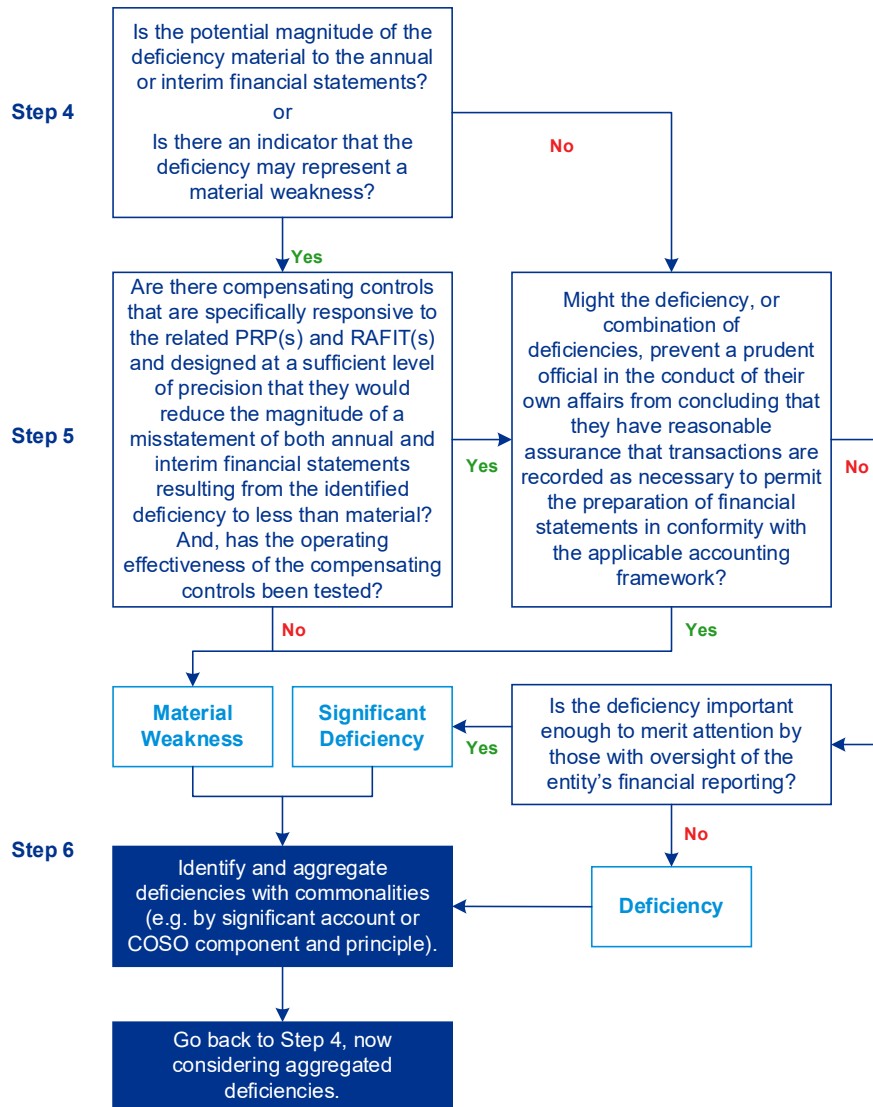 Is the potential magnitude of the
deficiency material to the annual
or interim financial statements?
or
Is there an indicator that the
deficiency may represent a
material weakness?
Step 4
No
Yes
Are there compensating controls
that are specifically responsive to
the related PRP(s) and RAFIT(s)
and designed at a sufficient level
of precision that they would
reduce the magnitude of a
misstatement of both annual and
interim financial statements
resulting from the identified
deficiency to less than material?
And, has the operating
effectiveness of the compensating
controls been tested?
Step 5
Yes
Might the deficiency, or
combination of
deficiencies, prevent a prudent
official in the conduct of their
own affairs from concluding that
they have reasonable
assurance that transactions are
recorded as necessary to permit
the preparation of financial
statements in conformity with
the applicable accounting
framework?
No
No
Yes
Material
Weakness
Significant
Deficiency
Yes
Is the deficiency important
enough to merit attention by
those with oversight of the
entity’s financial reporting?
No
Step 6
Identify and aggregate
deficiencies with commonalities
(e.g. by significant account or
COSO component and principle).
Deficiency
Go back to Step 4, now
considering aggregated
deficiencies.